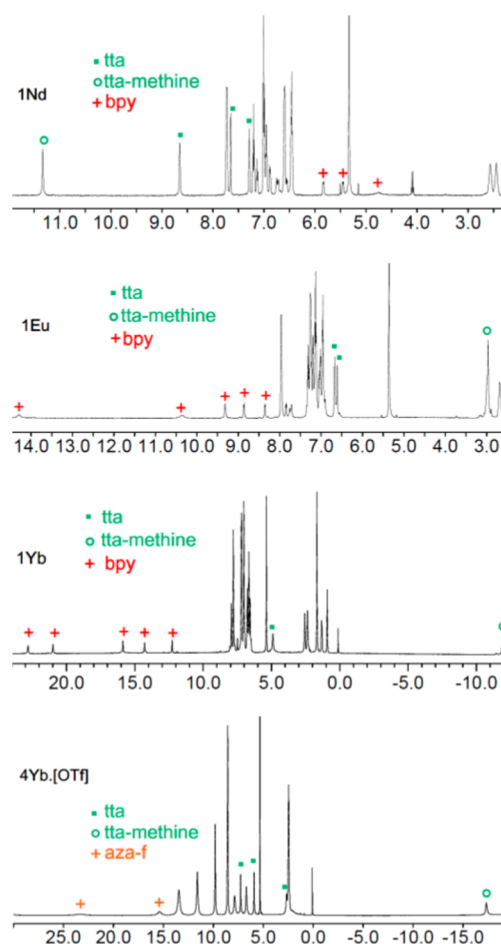 1Nd
tta
tta-methine
bpy
11.0 10.0 9.0 8.0 7.0 6.0 5.0 4.0 3.0
1Eu
tta
tta-methine
bpy
14.0 13.0 12.0 11.0 10.0 9.0 8.0 7.0 6.0 5.0 4.0 3.0
1Yb
tta
tta-methine
bpy
20.0 15.0 10.0 5.0 0.0 -5.0 -10.0
4Yb.[OTf]
tta
tta-methine
aza-f
25.0 20.0 15.0 10.0 5.0 0.0 -5.0 -10.0 -15.0